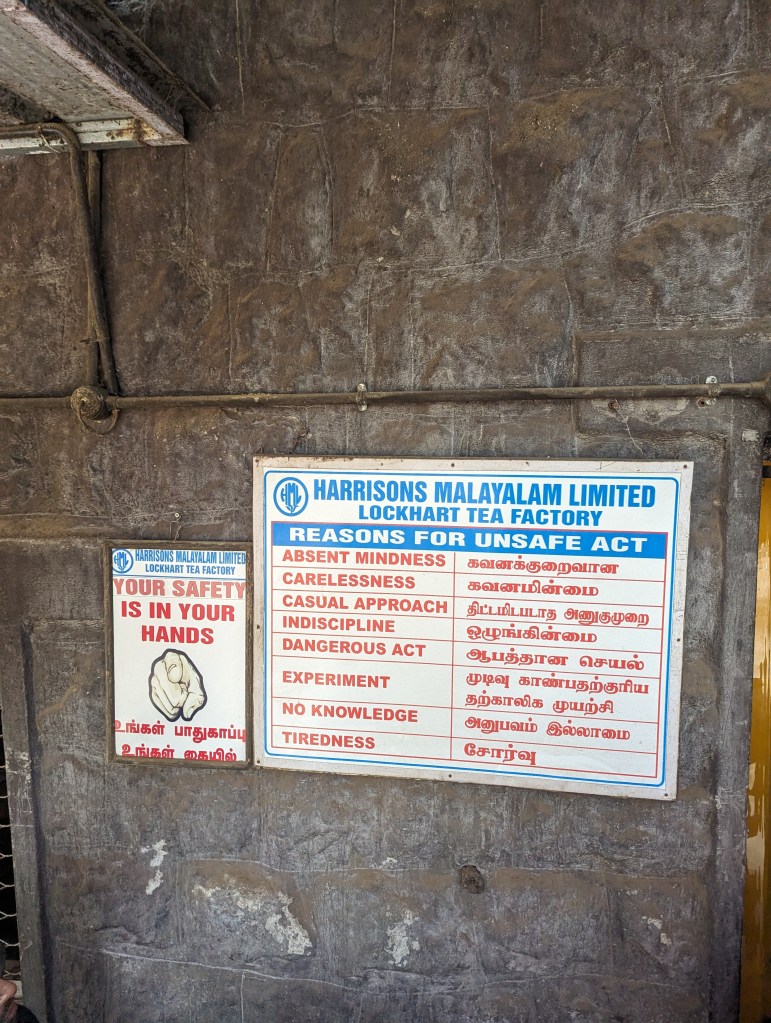 HARRISONS MALAYALAM LIMITED
LOCKHART TEA FACTORY
YOUR SAFETY
IS IN YOUR
HANDS
உங்கள் பாதுகாப்பு
உங்கள் கையில்
HML
HARRISONS MALAYALAM LIMITED
LOCKHART TEA FACTORY
REASONS FOR UNSAFE ACT
ABSENT MINDNESS கவனக்குறைவான
CARELESSNESS கவனமின்மை
CASUAL APPROACH திட்டமிடபடாத அணுகுமுறை
INDISCIPLINE ஒழுங்கின்மை
DANGEROUS ACT ஆபத்தான செயல்
EXPERIMENT முடிவு காண்பதற்குரிய
தற்காலிக முயற்சி
NO KNOWLEDGE அனுபவம் இல்லாமை
TIREDNESS சோர்வு